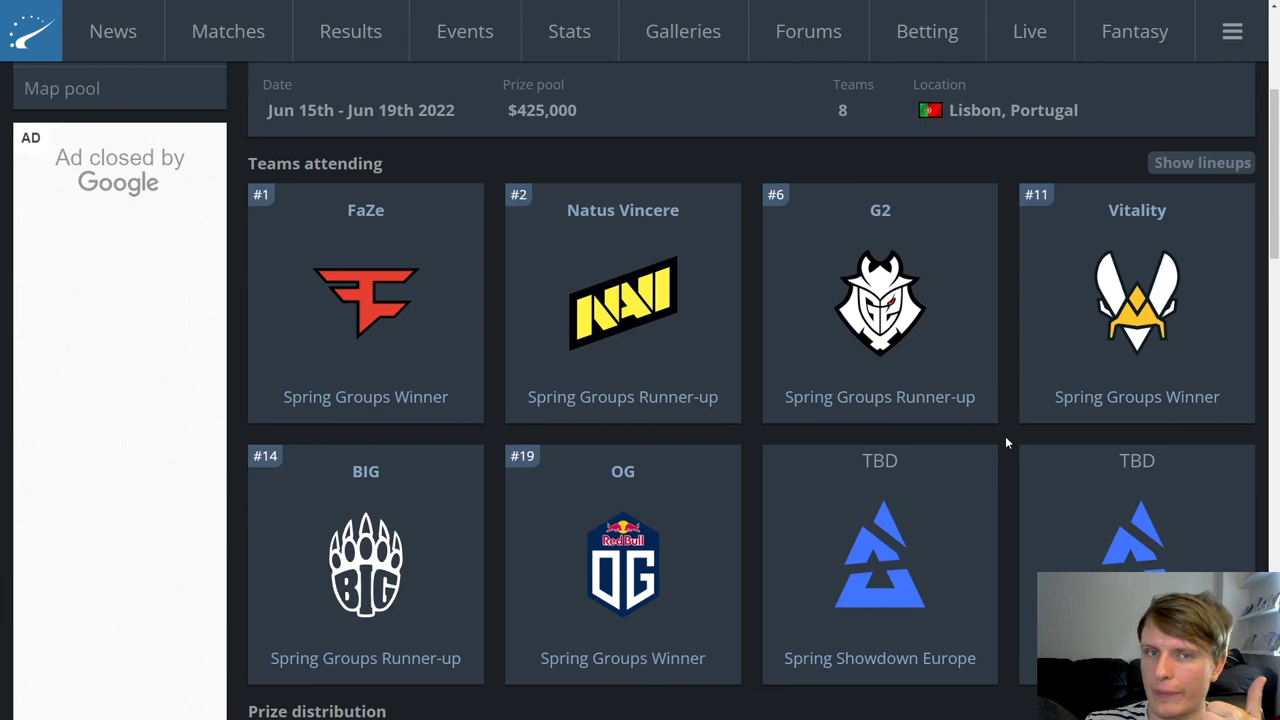 News Matches Results Events Stats Galleries Forums Betting Live Fantasy
Map pool
Date Prize pool Teams Location
Jun 15th - Jun 19th 2022 $425,000 8 Lisbon, Portugal
AD
Ad closed by
Google
Teams attending Show lineups
#1 #2 #6 #11
FaZe Natus Vincere G2 Vitality
NAVI
G2
Spring Groups Winner Spring Groups Runner-up Spring Groups Runner-up Spring Groups Winner
#14 #19
BIG OG TBD TBD
Red Bull
BIG OG
Spring Groups Runner-up Spring Groups Winner Spring Showdown Europe
Prize distribution